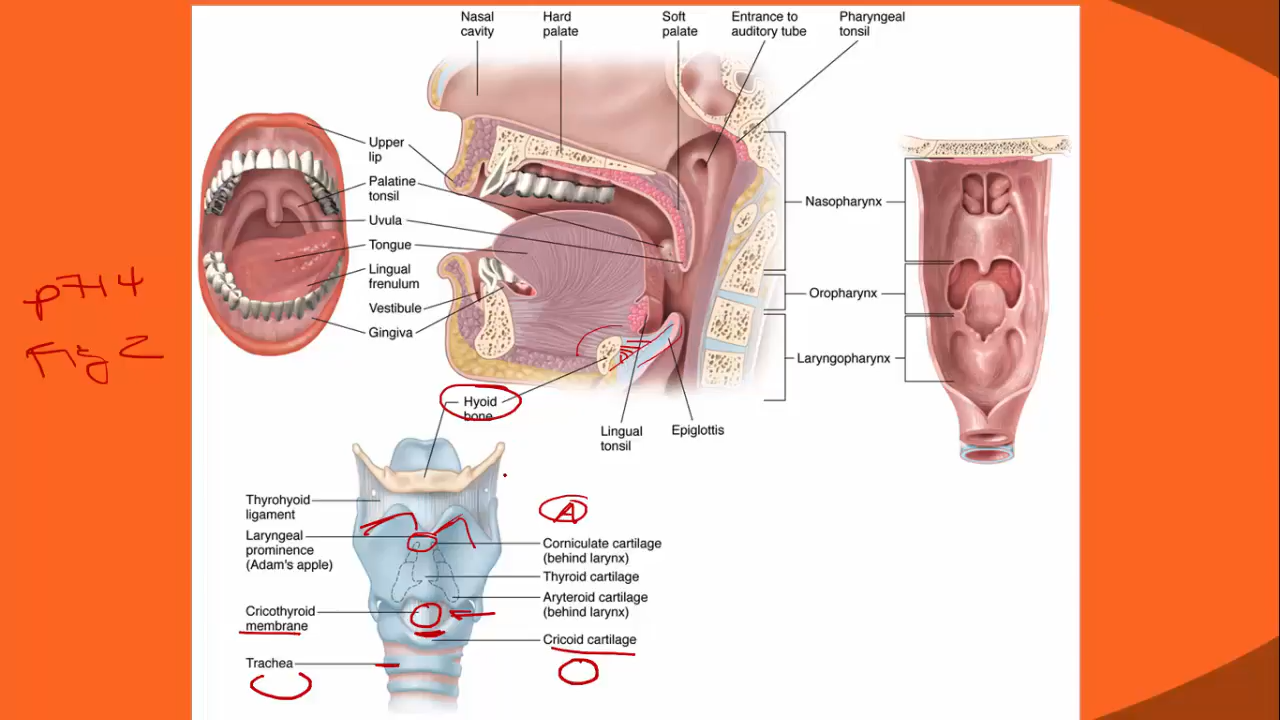 Nasal
cavity
Hard
palate
Soft
palate
Entrance to
auditory tube
Pharyngeal
tonsil
Upper
lip
Palatine
tonsil
Uvula
Tongue
Lingual
frenulum
Vestibule
Gingiva
Nasopharynx
Oropharynx
Laryngopharynx
p714
Fig 2
Hyoid
bone
Lingual
tonsil
Epiglottis
Thyrohyoid
ligament
Laryngeal
prominence
(Adam's apple)
Cricothyroid
membrane
Trachea
A
Corniculate cartilage
(behind larynx)
Thyroid cartilage
Aryteroid cartilage
(behind larynx)
Cricoid cartilage